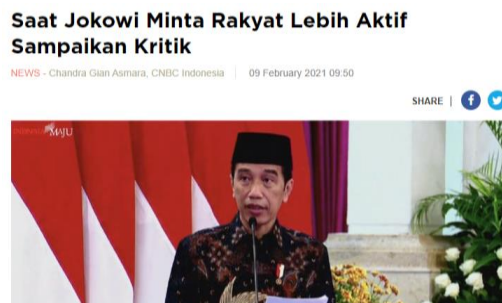 Saat Jokowi Minta Rakyat Lebih Aktif
Sampaikan Kritik
NEWS - Chandra Gian Asmara, CNBC Indonesia
09 February 2021 09:50
SHARE |
MAJU